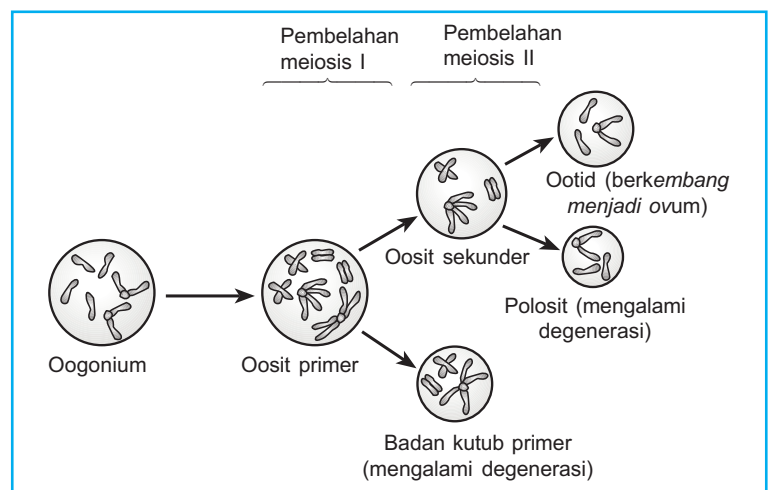 Pembelahan
meiosis I
Pembelahan
meiosis II
Ootid (berkembang
menjadi ovum)
Oosit sekunder
Polosit (mengalami
degenerasi)
Oogonium
Oosit primer
Badan kutub primer
(mengalami degenerasi)